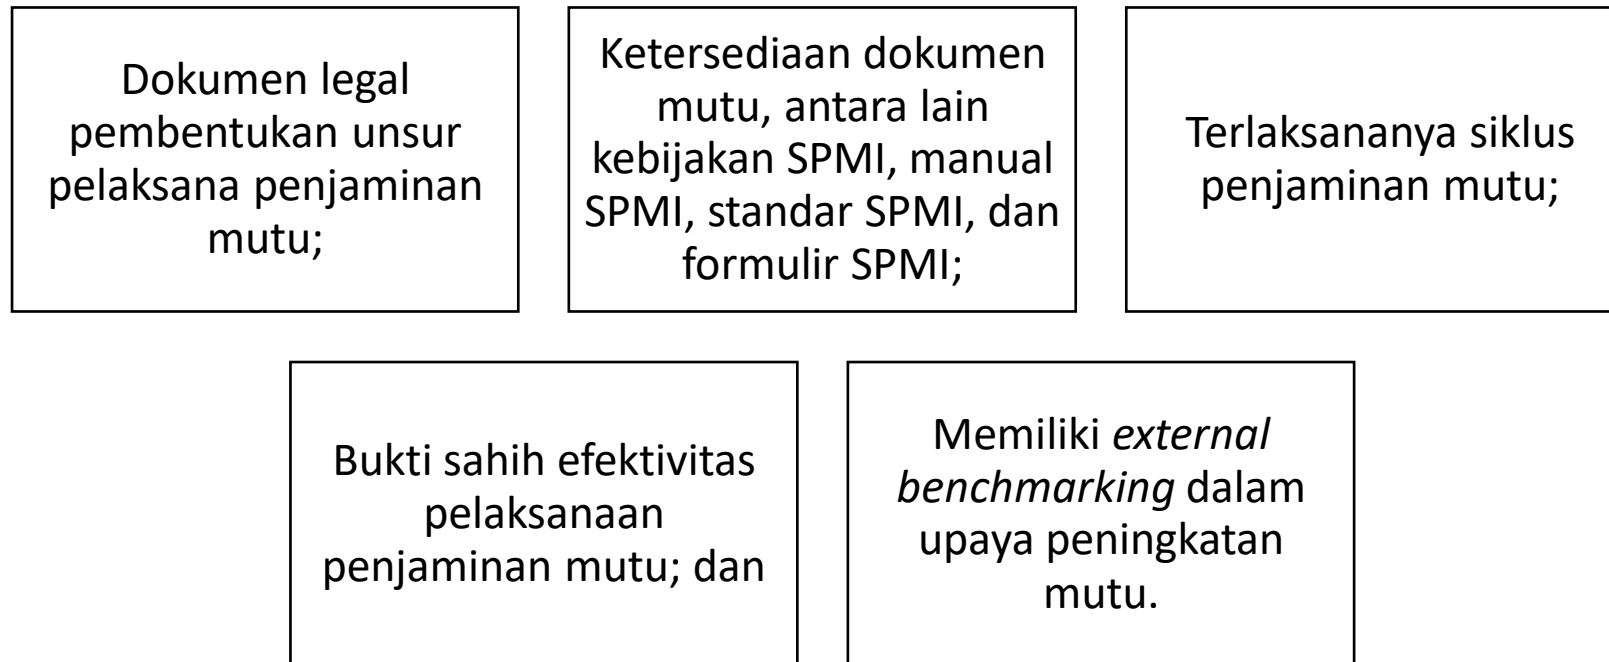 Dokumen legal
pembentukan unsur
pelaksana penjaminan
mutu;
Ketersediaan dokumen
mutu, antara lain
kebijakan SPMI, manual
SPMI, standar SPMI, dan
formulir SPMI;
Terlaksananya siklus
penjaminan mutu;
Bukti sahih efektivitas
pelaksanaan
penjaminan mutu; dan
Memiliki external
benchmarking dalam
upaya peningkatan
mutu.